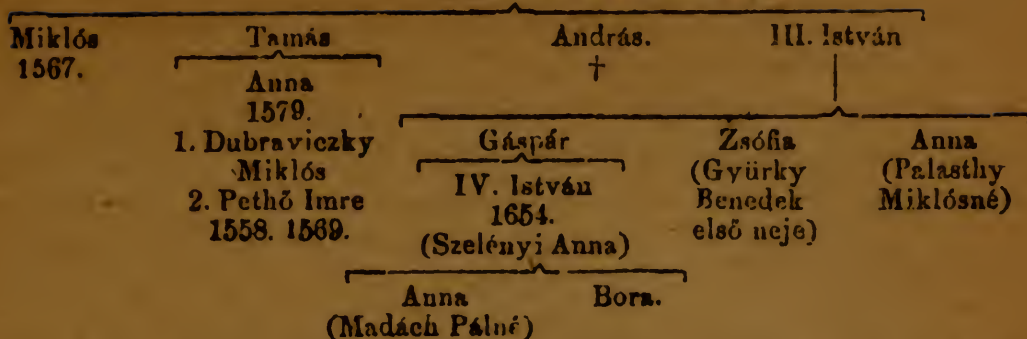 Miklós Tamás András. III. István
1567. †
Anna
1579.
1. Dubraviczky Gáspár Zsófia Anna
Miklós IV. István (Gyürky (Palasthy
2. Pethő Imre 1654. Benedek Miklósné)
1558. 1569. (Szelényi Anna) első neje)
Anna Bora.
(Madách Pálné)